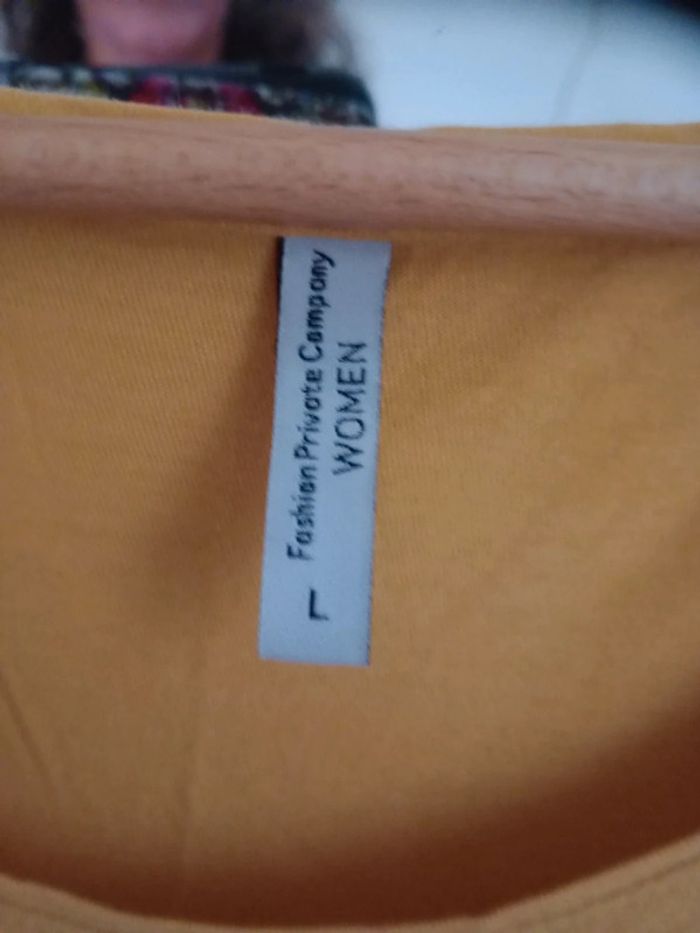 Fashion Private Company
WOMEN
L